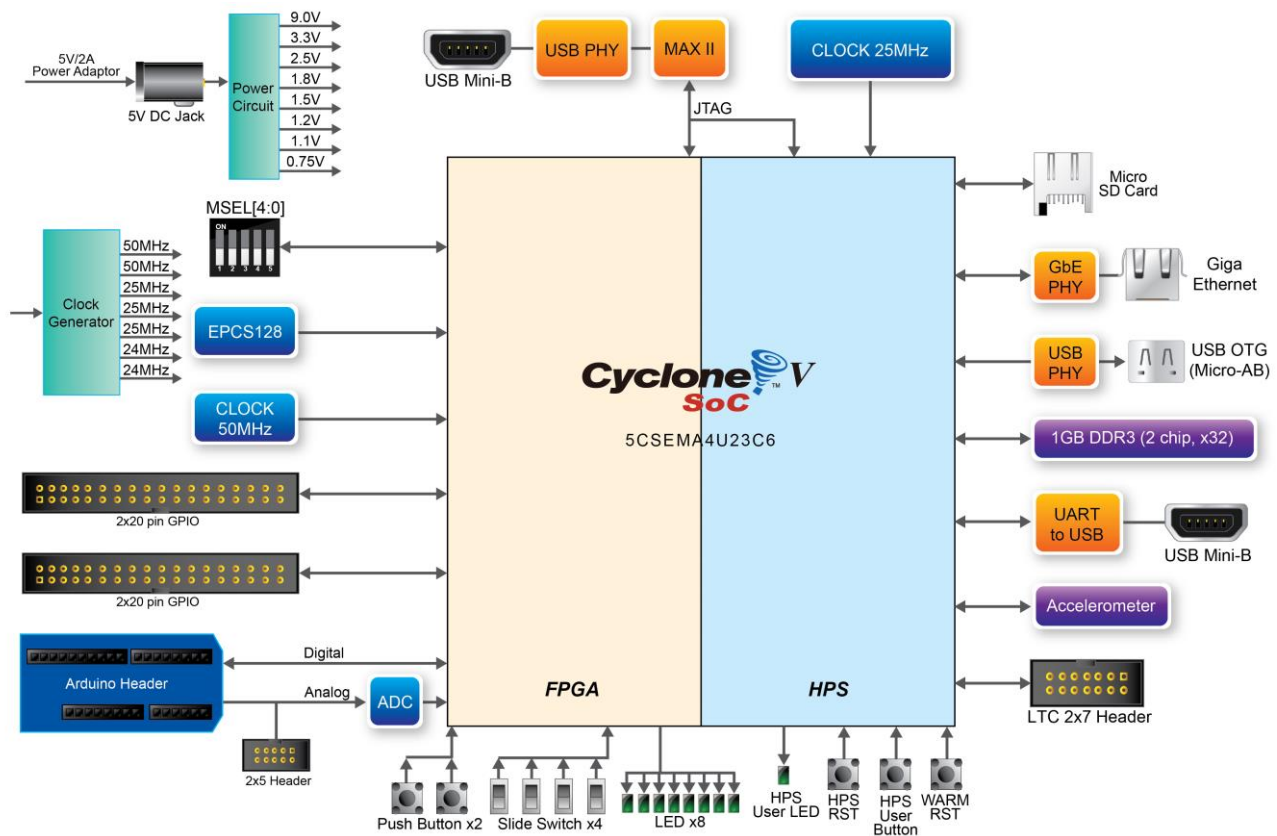 5V/2A
Power Adaptor
5V DC Jack
Power
Circuit
9.0V
3.3V
2.5V
1.8V
1.5V
1.2V
1.1V
0.75V
USB Mini-B
USB PHY
MAX II
CLOCK 25MHz
JTAG
MSEL[4:0]
ON
1 2 3 4 5
Clock
Generator
50MHz
50MHz
25MHz
25MHz
25MHz
24MHz
24MHz
EPCS128
CLOCK
50MHz
2x20 pin GPIO
2x20 pin GPIO
Arduino Header
Digital
Analog
ADC
2x5 Header
Cyclone V
TM
SoC
5CSEMA4U23C6
FPGA
HPS
Micro
SD Card
GbE
PHY
Giga
Ethernet
USB
PHY
USB OTG
(Micro-AB)
1GB DDR3 (2 chip, x32)
UART
to USB
USB Mini-B
Accelerometer
LTC 2x7 Header
Push Button x2
Slide Switch x4
LED x8
HPS
User LED
HPS
RST
HPS
User
Button
WARM
RST